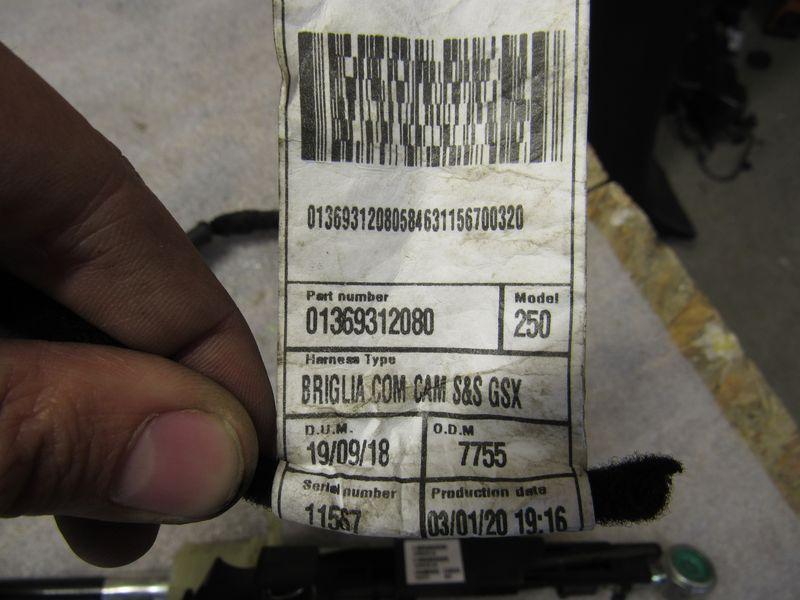 01369312080584631156700320
Part number
01369312080
Model
250
Harness Type
BRIGLIA COM CAM S&S GSX
D.U.M.
19/09/18
O.D.M
7755
Serial number
11567
Production date
03/01/20 19:16